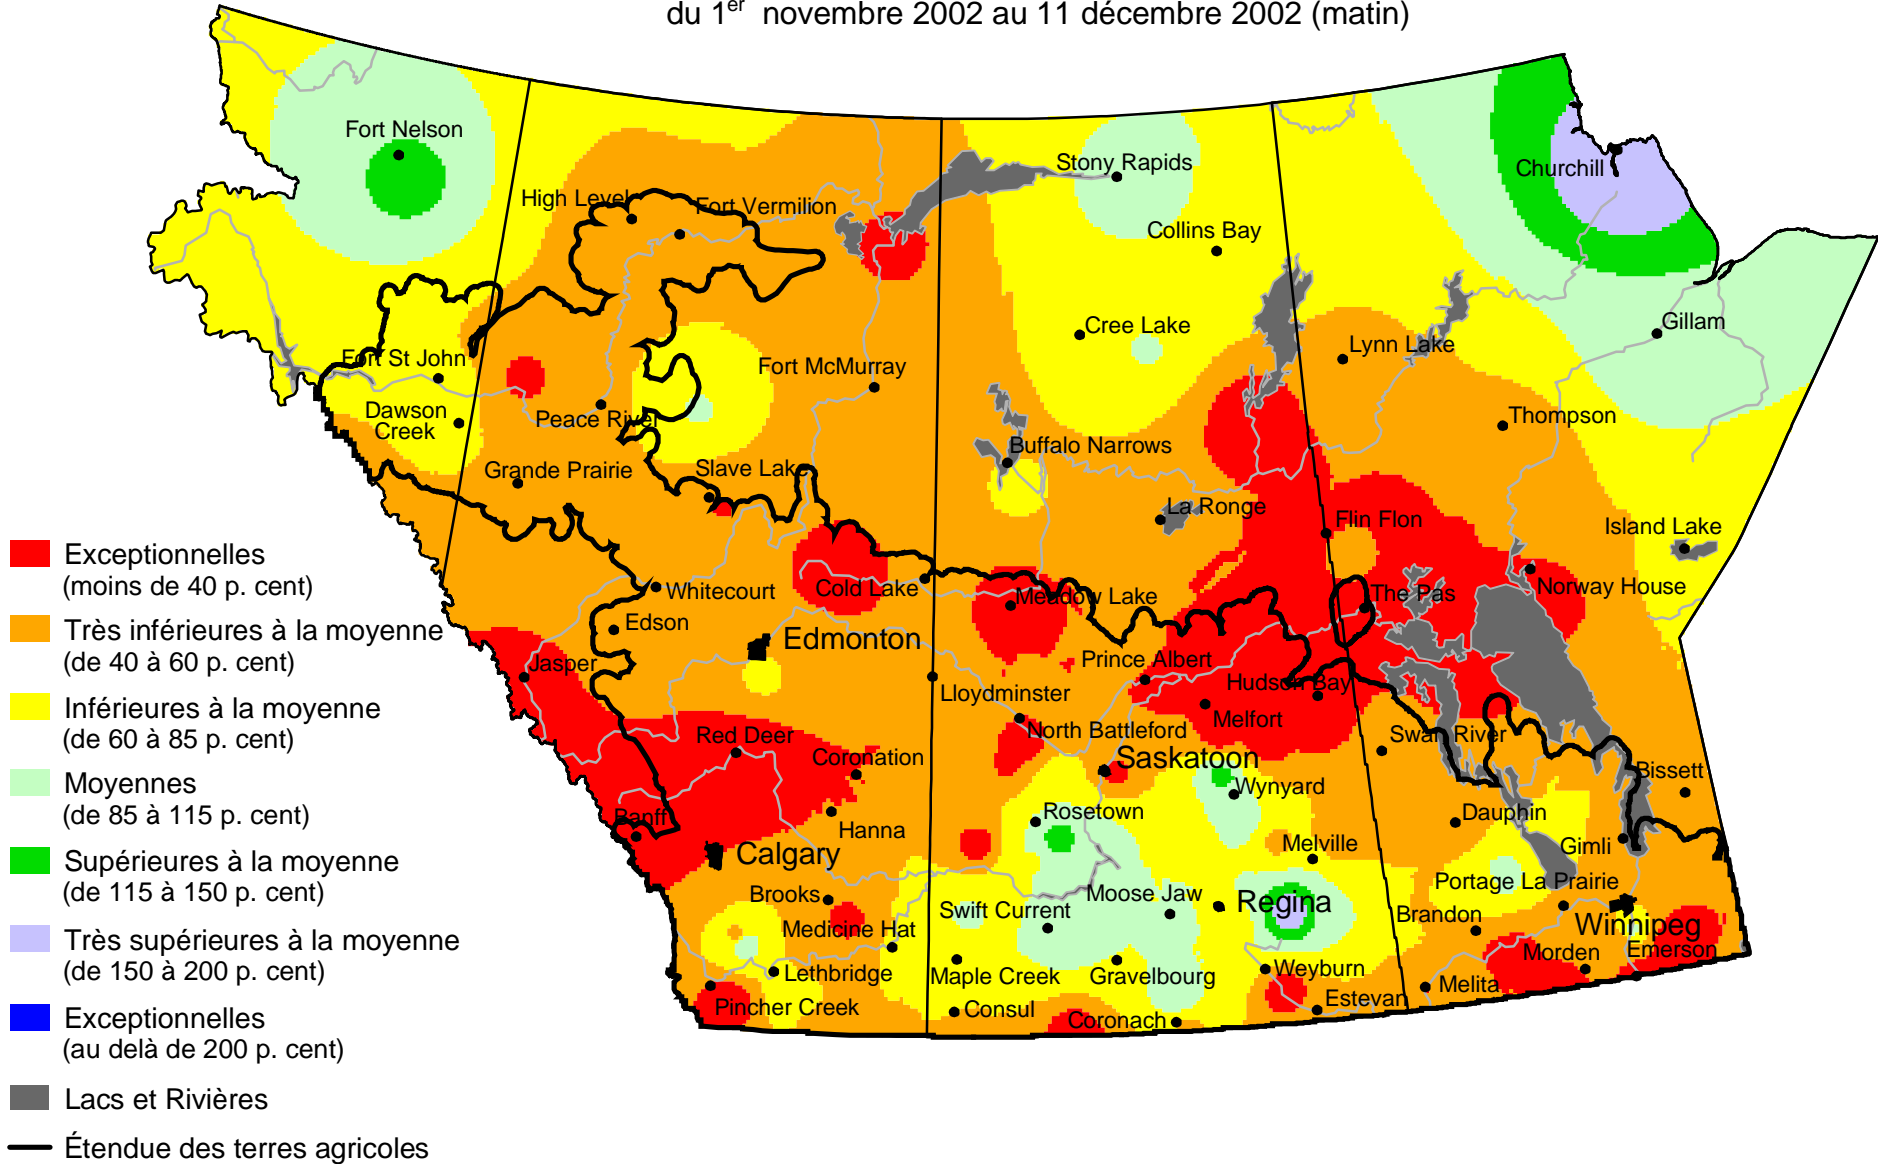 du 1er novembre 2002 au 11 décembre 2002 (matin)
Fort Nelson
Stony Rapids
Churchill
High Level
Fort Vermilion
Collins Bay
Gillam
Cree Lake
Lynn Lake
Fort St John
Fort McMurray
Dawson
Creek
Peace River
Thompson
Buffalo Narrows
Grande Prairie
Slave Lake
La Ronge
Flin Flon
Island Lake
Whitecourt
Cold Lake
Meadow Lake
The Pas
Norway House
Edson
Edmonton
Jasper
Prince Albert
Hudson Bay
Lloydminster
Melfort
North Battleford
Red Deer
Coronation
Saskatoon
Swan River
Wynyard
Bissett
Banff
Hanna
Rosetown
Dauphin
Calgary
Melville
Gimli
Brooks
Moose Jaw
Regina
Portage La Prairie
Swift Current
Brandon
Medicine Hat
Winnipeg
Lethbridge
Maple Creek
Gravelbourg
Weyburn
Morden
Emerson
Pincher Creek
Consul
Coronach
Estevan
Melita
Exceptionnelles
(moins de 40 p. cent)
Très inférieures à la moyenne
(de 40 à 60 p. cent)
Inférieures à la moyenne
(de 60 à 85 p. cent)
Moyennes
(de 85 à 115 p. cent)
Supérieures à la moyenne
(de 115 à 150 p. cent)
Très supérieures à la moyenne
(de 150 à 200 p. cent)
Exceptionnelles
(au delà de 200 p. cent)
Lacs et Rivières
Étendue des terres agricoles